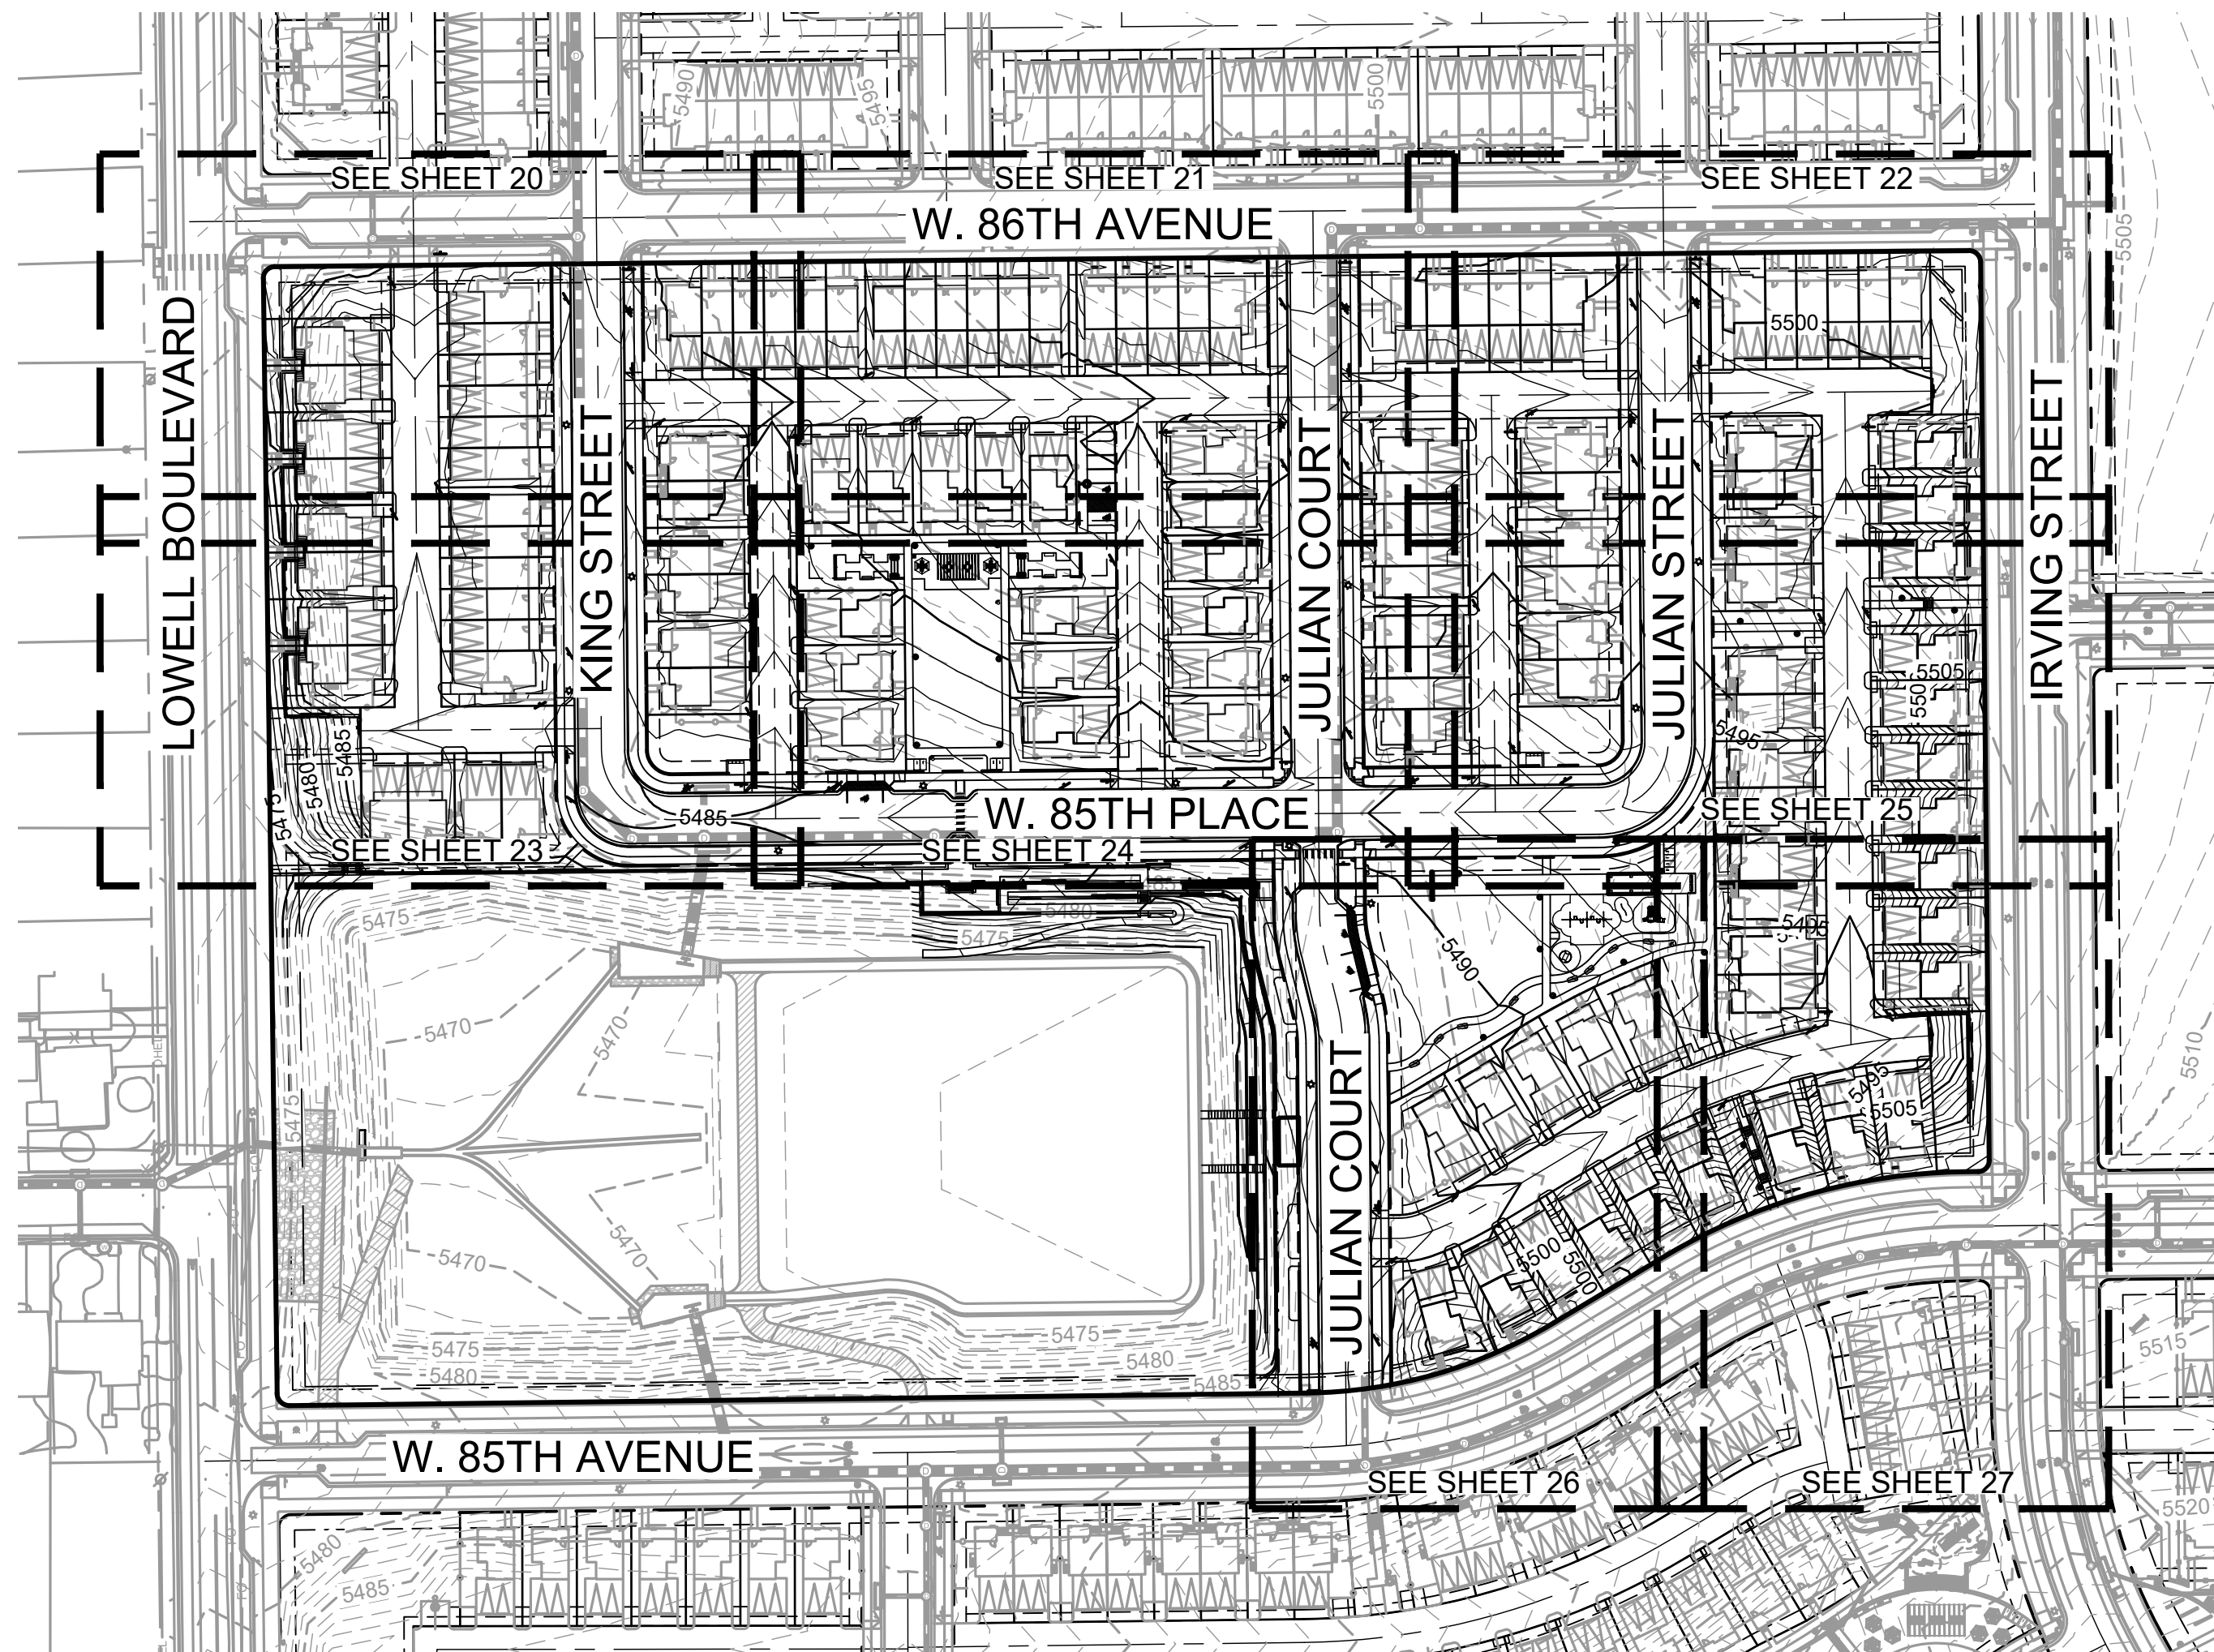 5490
5495
5500
SEE SHEET 20
SEE SHEET 21
SEE SHEET 22
W. 86TH AVENUE
5505
LOWELL BOULEVARD
KING STREET
JULIAN COURT
JULIAN STREET
IRVING STREET
5500
5505
5505
5495
5475
5480
5485
5485
W. 85TH PLACE
SEE SHEET 23
SEE SHEET 24
SEE SHEET 25
5475
5480
5475
5490
5495
5470
5470
5475
5510
JULIAN COURT
5495
5505
5470
5470
5500
5500
5475
5480
5475
5480
5485
5515
W. 85TH AVENUE
SEE SHEET 26
SEE SHEET 27
5520
5480
5485